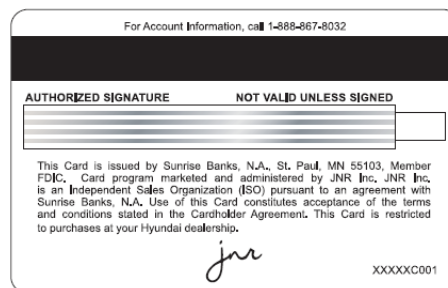 For Account Information, call 1-888-867-8032
AUTHORIZED SIGNATURE NOT VALID UNLESS SIGNED
This Card is issued by Sunrise Banks, N.A., St. Paul, MN 55103, Member
FDIC. Card program marketed and administered by JNR Inc. JNR Inc.
is an Independent Sales Organization (ISO) pursuant to an agreement with
Sunrise Banks, N.A. Use of this Card constitutes acceptance of the terms
and conditions stated in the Cardholder Agreement. This Card is restricted
to purchases at your Hyundai dealership.
jnr
XXXXXC001